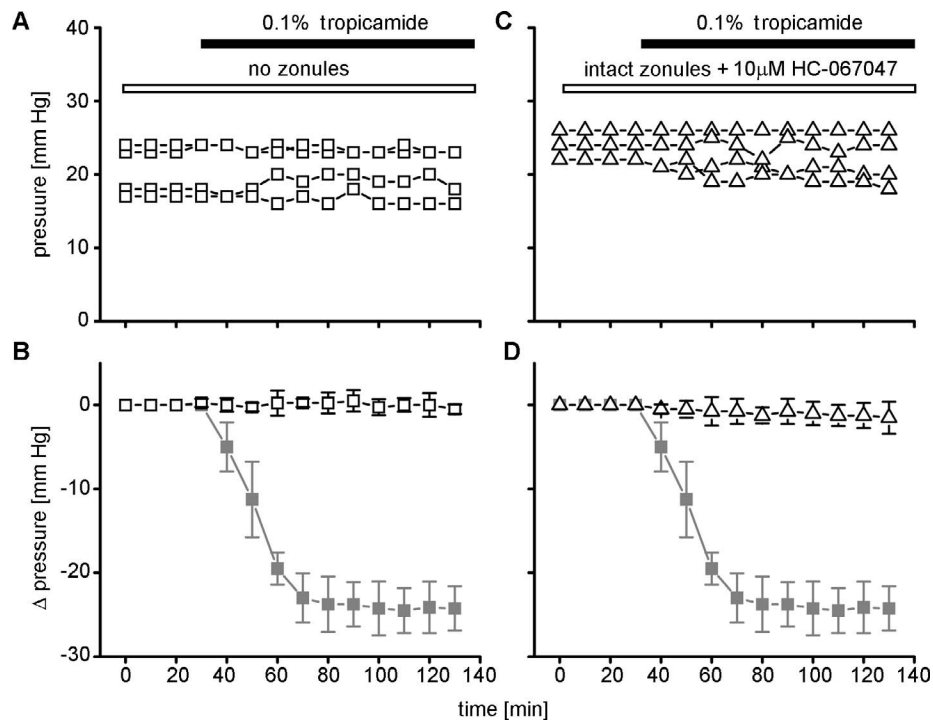 A
0.1% tropicamide
no zonules
40
30
20
10
0
presuure [mm Hg]
C
0.1% tropicamide
intact zonules + 10μM HC-067047
B
0
-10
-20
-30
Δ pressure [mm Hg]
0 20 40 60 80 100 120 140
D
0 20 40 60 80 100 120 140
time [min]